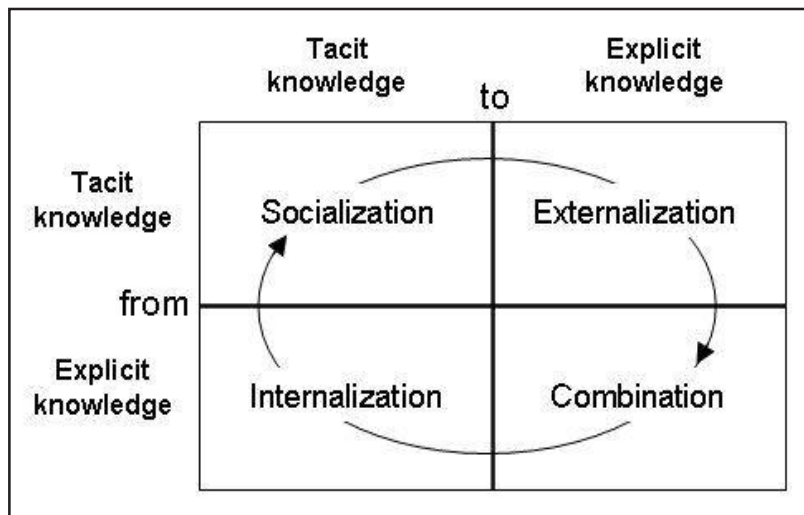 Tacit
knowledge
to
Explicit
knowledge
Tacit
knowledge
Socialization
Externalization
from
Explicit
knowledge
Internalization
Combination